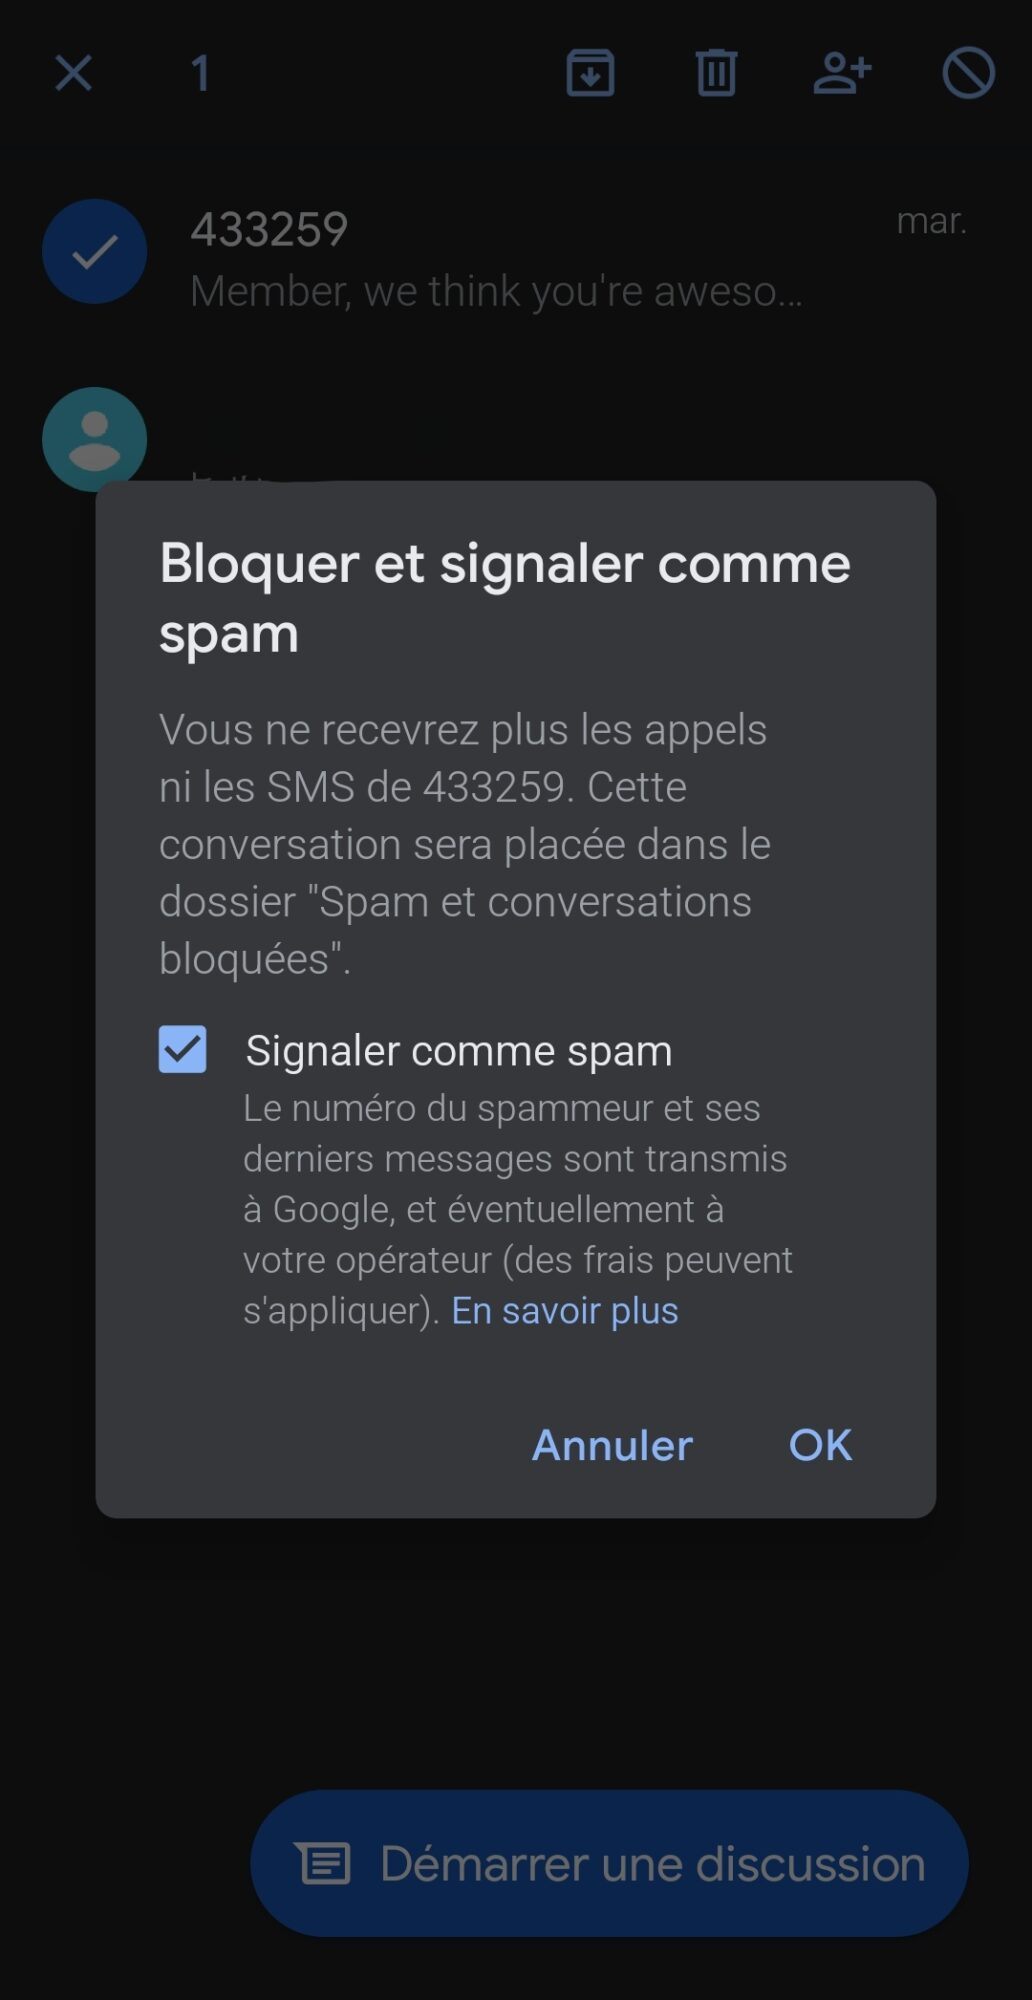 1
433259
mar.
Member, we think you're aweso...
Bloquer et signaler comme
spam
Vous ne recevrez plus les appels
ni les SMS de 433259. Cette
conversation sera placée dans le
dossier "Spam et conversations
bloquées".
Signaler comme spam
Le numéro du spammeur et ses
derniers messages sont transmis
à Google, et éventuellement à
votre opérateur (des frais peuvent
s'appliquer). En savoir plus
Annuler
OK
Démarrer une discussion